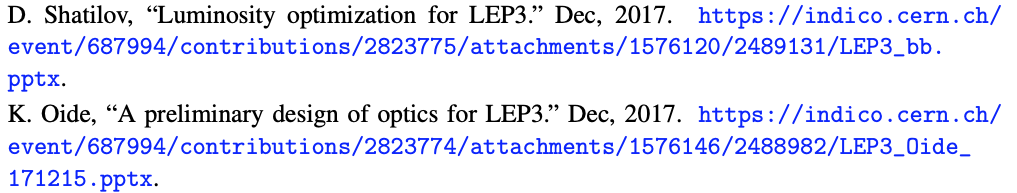 D. Shatilov, “Luminosity optimization for LEP3.” Dec, 2017. https://indico.cern.ch/
event/687994/contributions/2823775/attachments/1576120/2489131/LEP3_bb.
pptx.
K. Oide, “A preliminary design of optics for LEP3.” Dec, 2017. https://indico.cern.ch/
event/687994/contributions/2823774/attachments/1576146/2488982/LEP3_Oide_
171215.pptx.